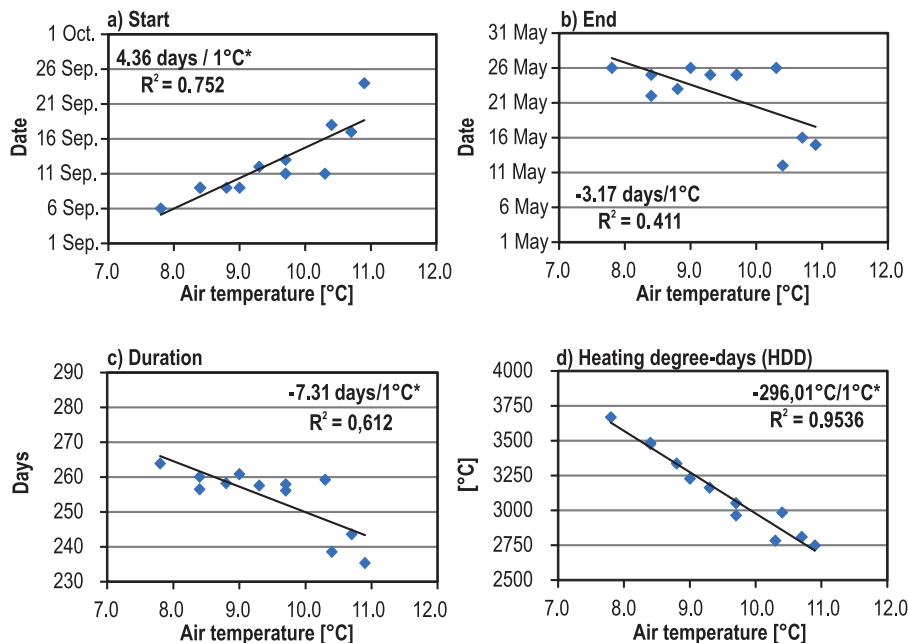 a) Start
1 Oct.
26 Sep.
21 Sep.
16 Sep.
11 Sep.
6 Sep.
1 Sep.
Date
4.36 days / 1°C*
R² = 0.752
7.0 8.0 9.0 10.0 11.0 12.0
Air temperature [°C]
b) End
31 May
26 May
21 May
16 May
11 May
6 May
1 May
Date
-3.17 days/1°C
R² = 0.411
7.0 8.0 9.0 10.0 11.0 12.0
Air temperature [°C]
c) Duration
290
280
270
260
250
240
230
Days
-7.31 days/1°C*
R² = 0,612
7.0 8.0 9.0 10.0 11.0 12.0
Air temperature [°C]
d) Heating degree-days (HDD)
4000
3750
3500
3250
3000
2750
2500
[°C]
-296,01°C/1°C*
R² = 0.9536
7.0 8.0 9.0 10.0 11.0 12.0
Air temperature [°C]